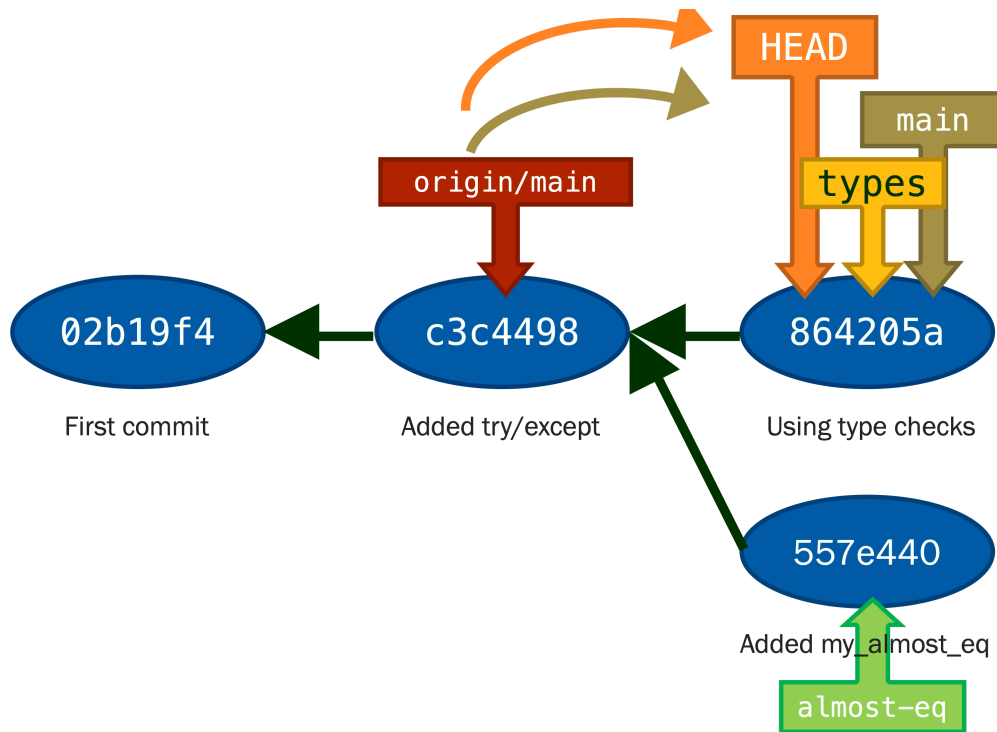 HEAD
main
origin/main
types
02b19f4
c3c4498
864205a
First commit
Added try/except
Using type checks
557e440
Added my_almost_eq
almost-eq